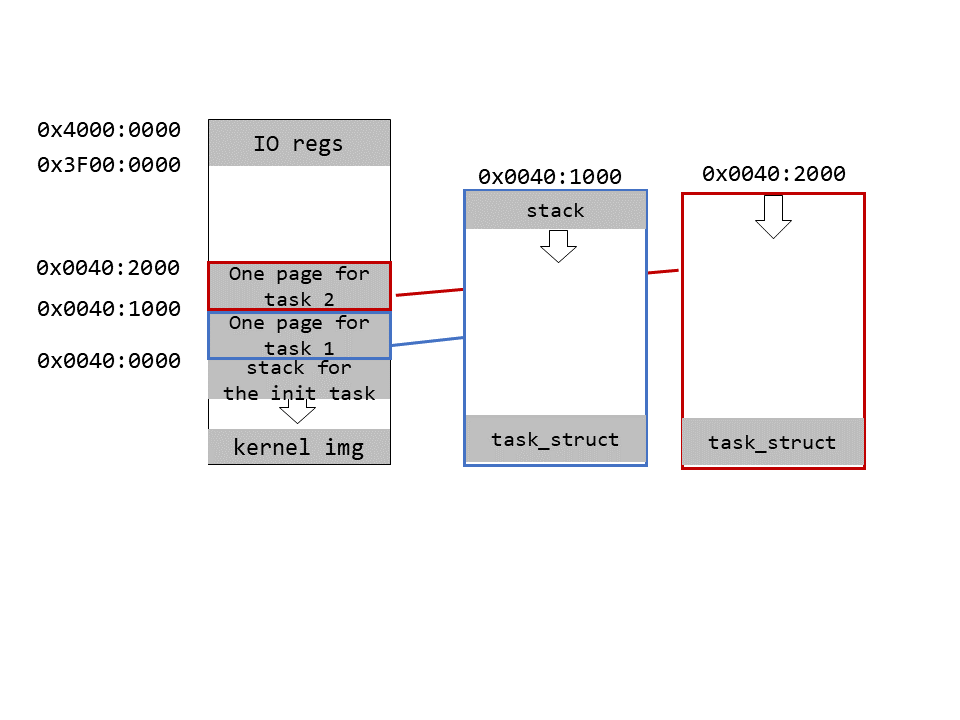 0x4000:0000
IO regs
0x3F00:0000
0x0040:2000
One page for
task 2
0x0040:1000
One page for
task 1
0x0040:0000
stack for
the init task
kernel img
0x0040:1000
stack
task_struct
0x0040:2000
task_struct